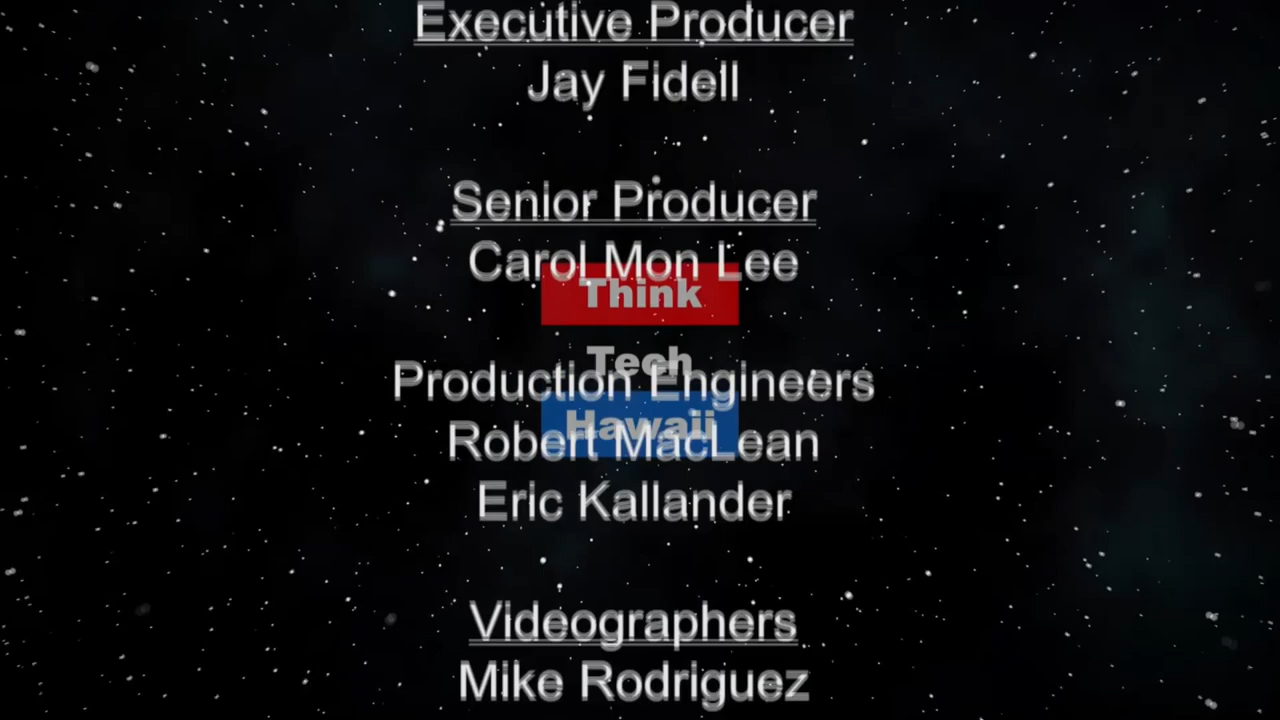 Executive Producer
Jay Fidell
Senior Producer
Carol Mon Lee
Think
Tech
Production Engineers
Hawaii
Robert MacLean
Eric Kallander
Videographers
Mike Rodriguez